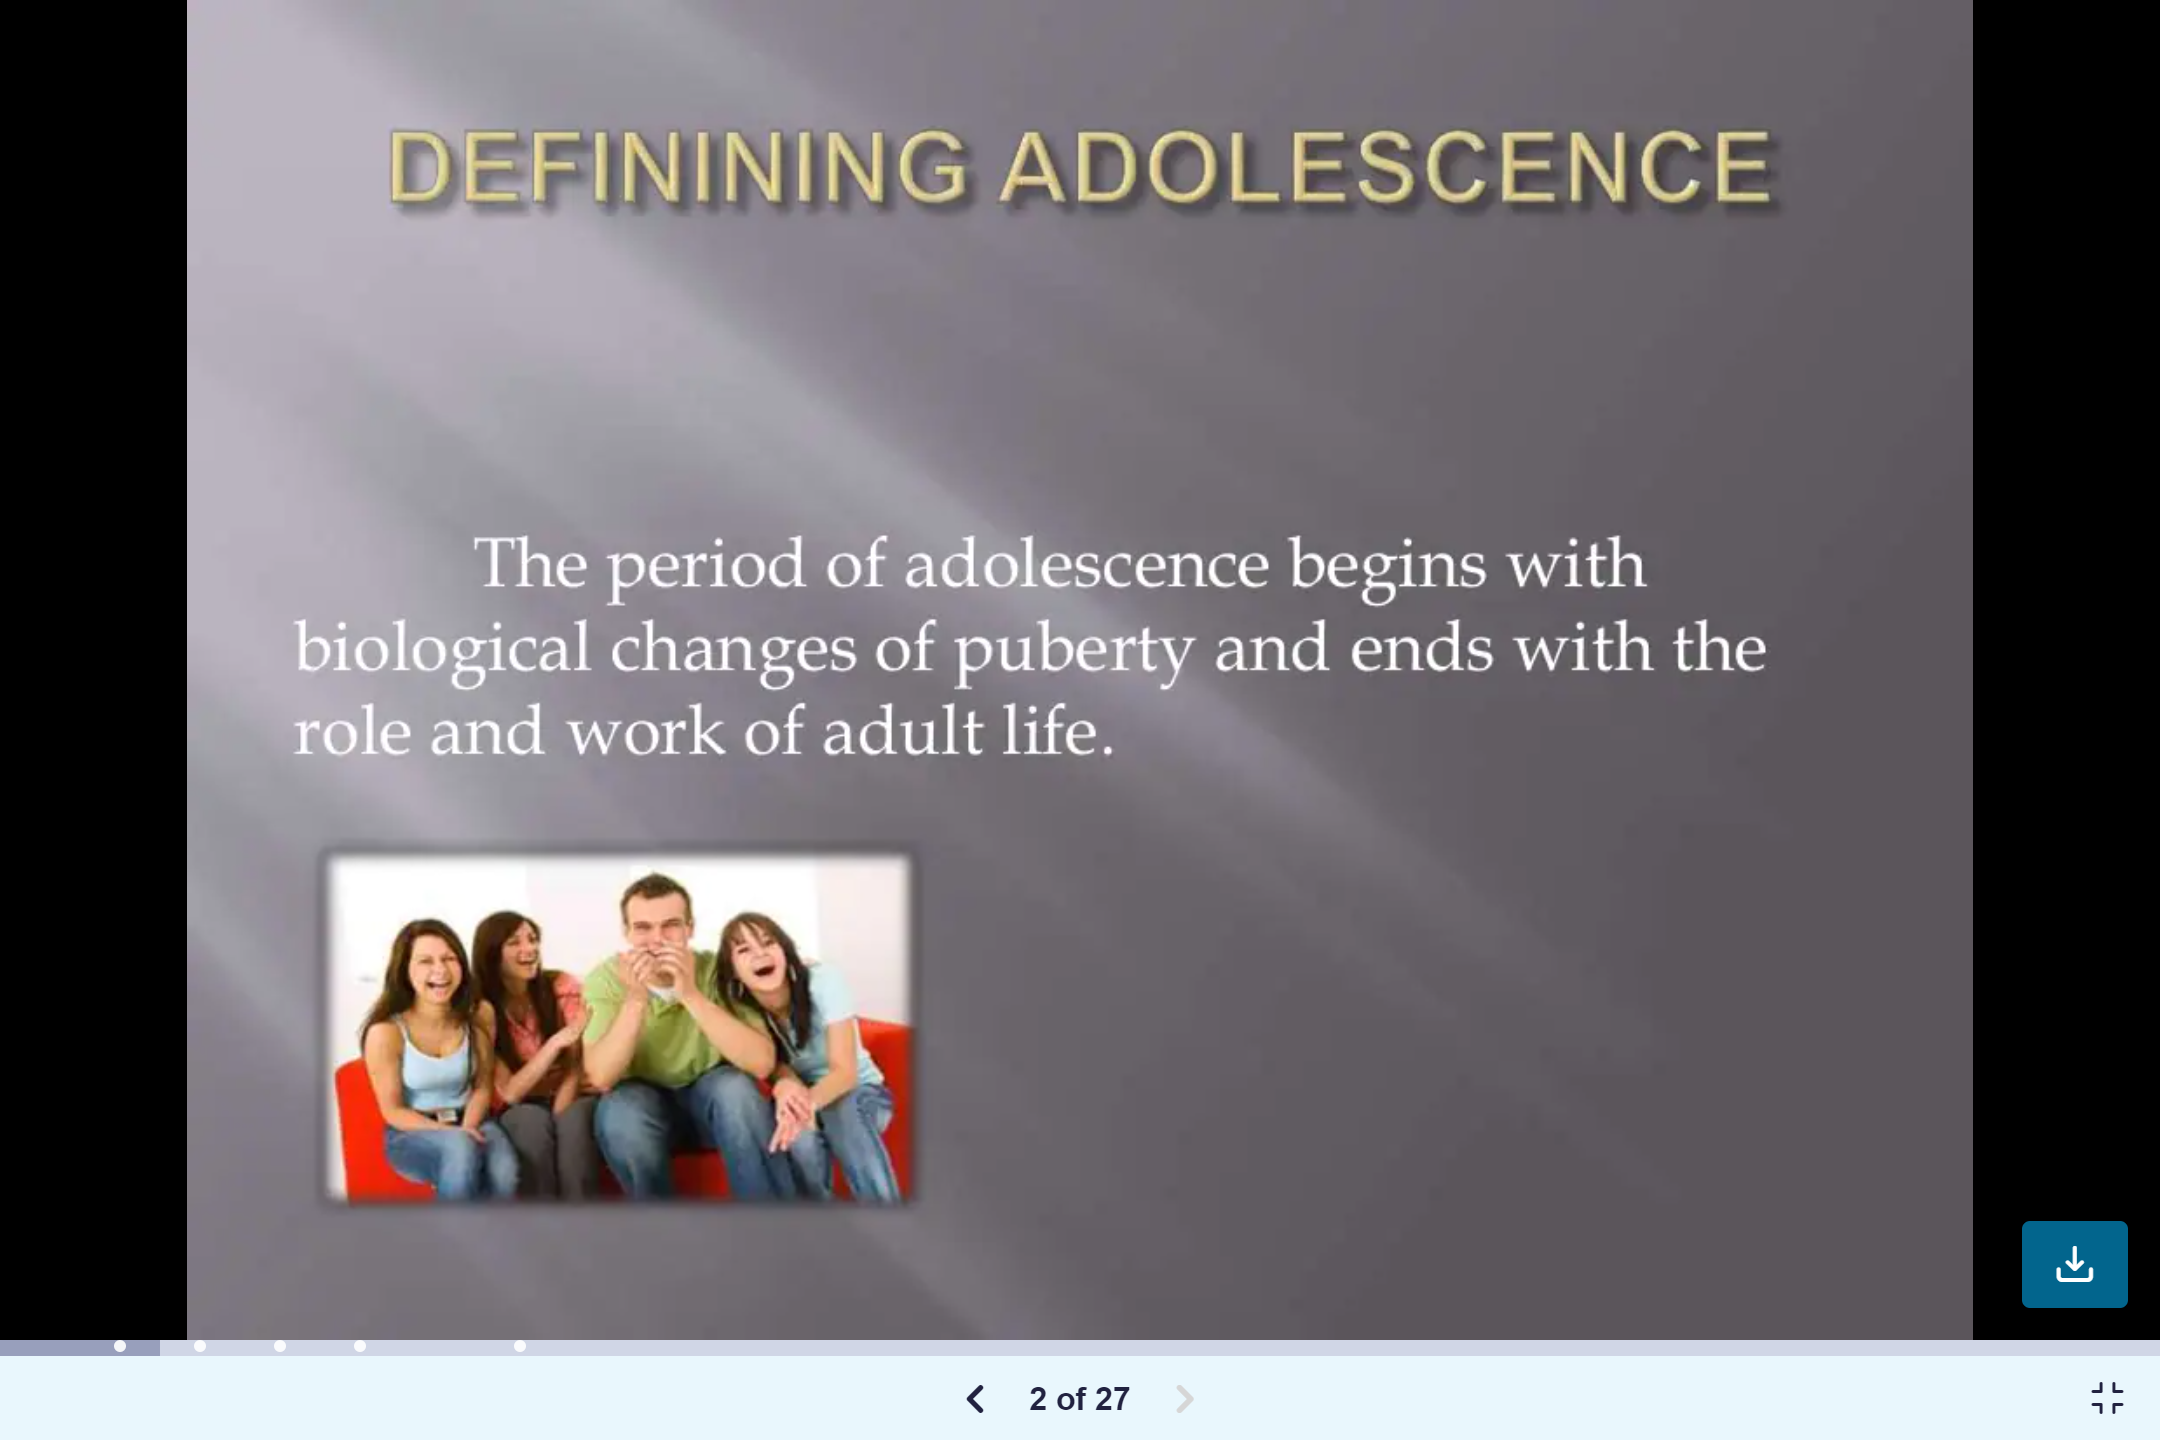 DEFININING ADOLESCENCE
The period of adolescence begins with
biological changes of puberty and ends with the
role and work of adult life.
2 of 27